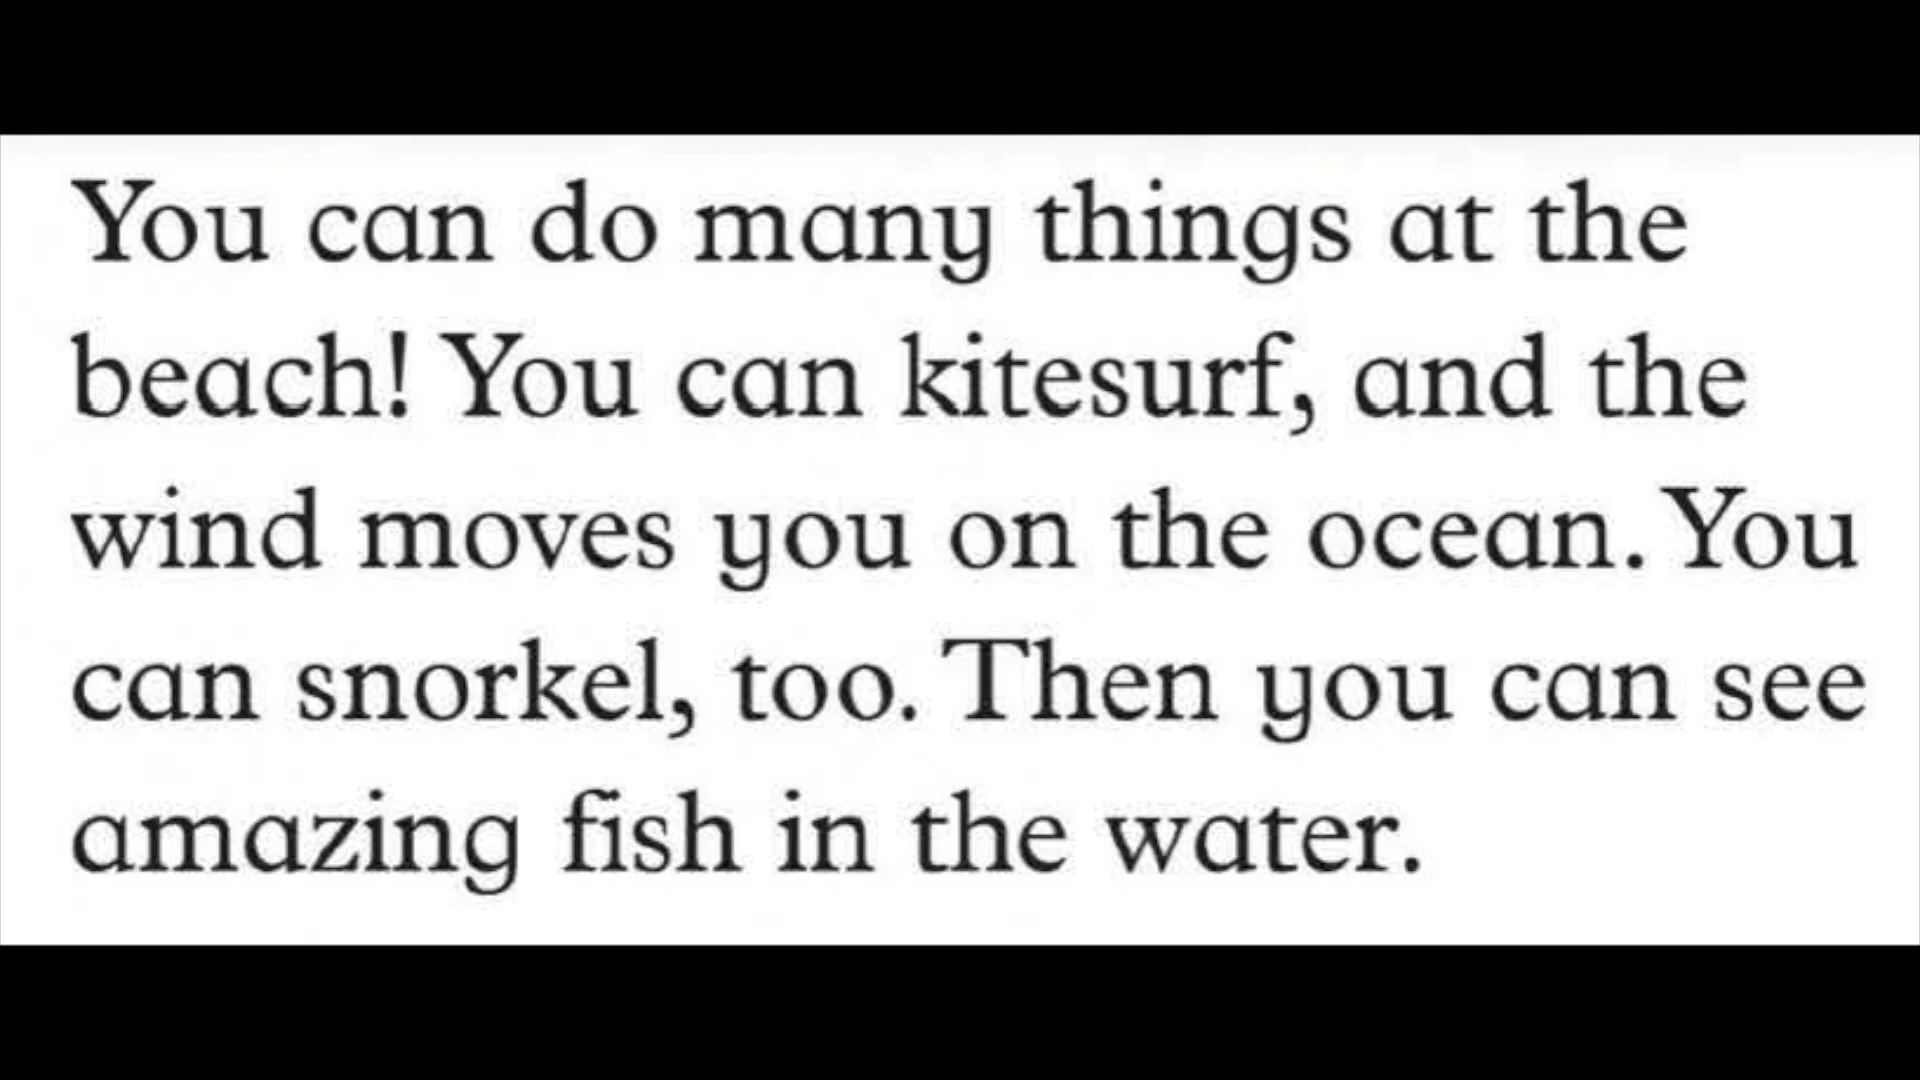 You can do many things at the
beach! You can kitesurf, and the
wind moves you on the ocean. You
can snorkel, too. Then you can see
amazing fish in the water.